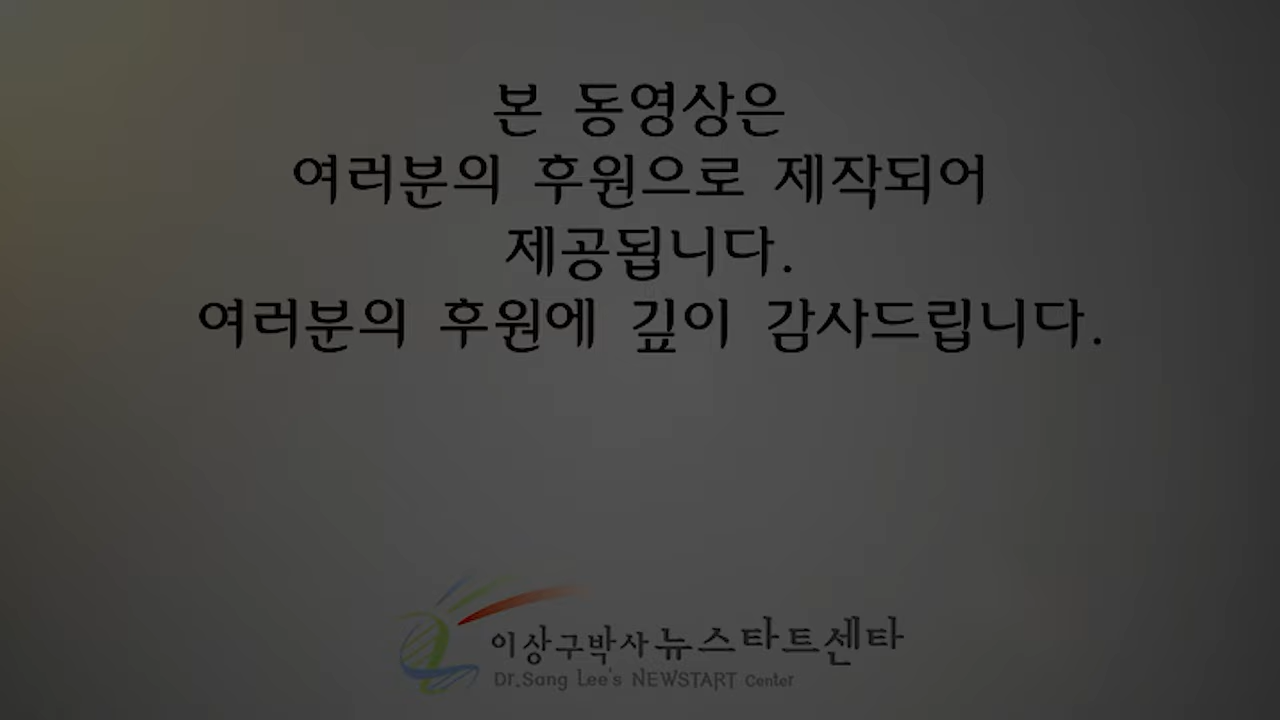 본 동영상은
여러분의 후원으로 제작되어
제공됩니다.
여러분의 후원에 깊이 감사드립니다.
이상구박사 뉴스타트센타
Dr.Sang Lee's NEWSTART Center